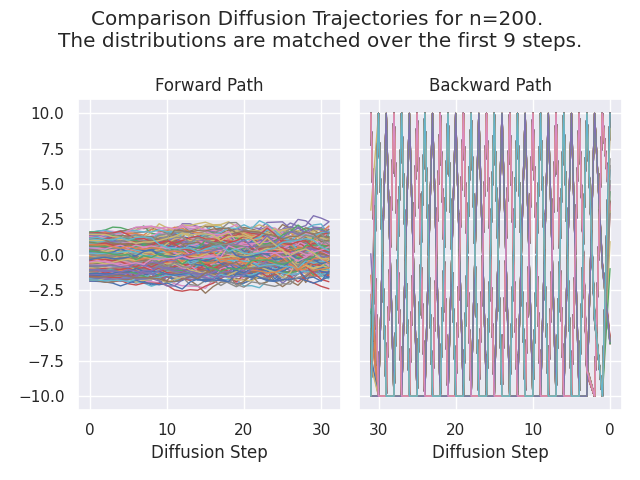 Comparison Diffusion Trajectories for n=200.
The distributions are matched over the first 9 steps.
Forward Path
Backward Path
10.0
7.5
5.0
2.5
0.0
−2.5
−5.0
−7.5
−10.0
0 10 20 30
30 20 10 0
Diffusion Step
Diffusion Step